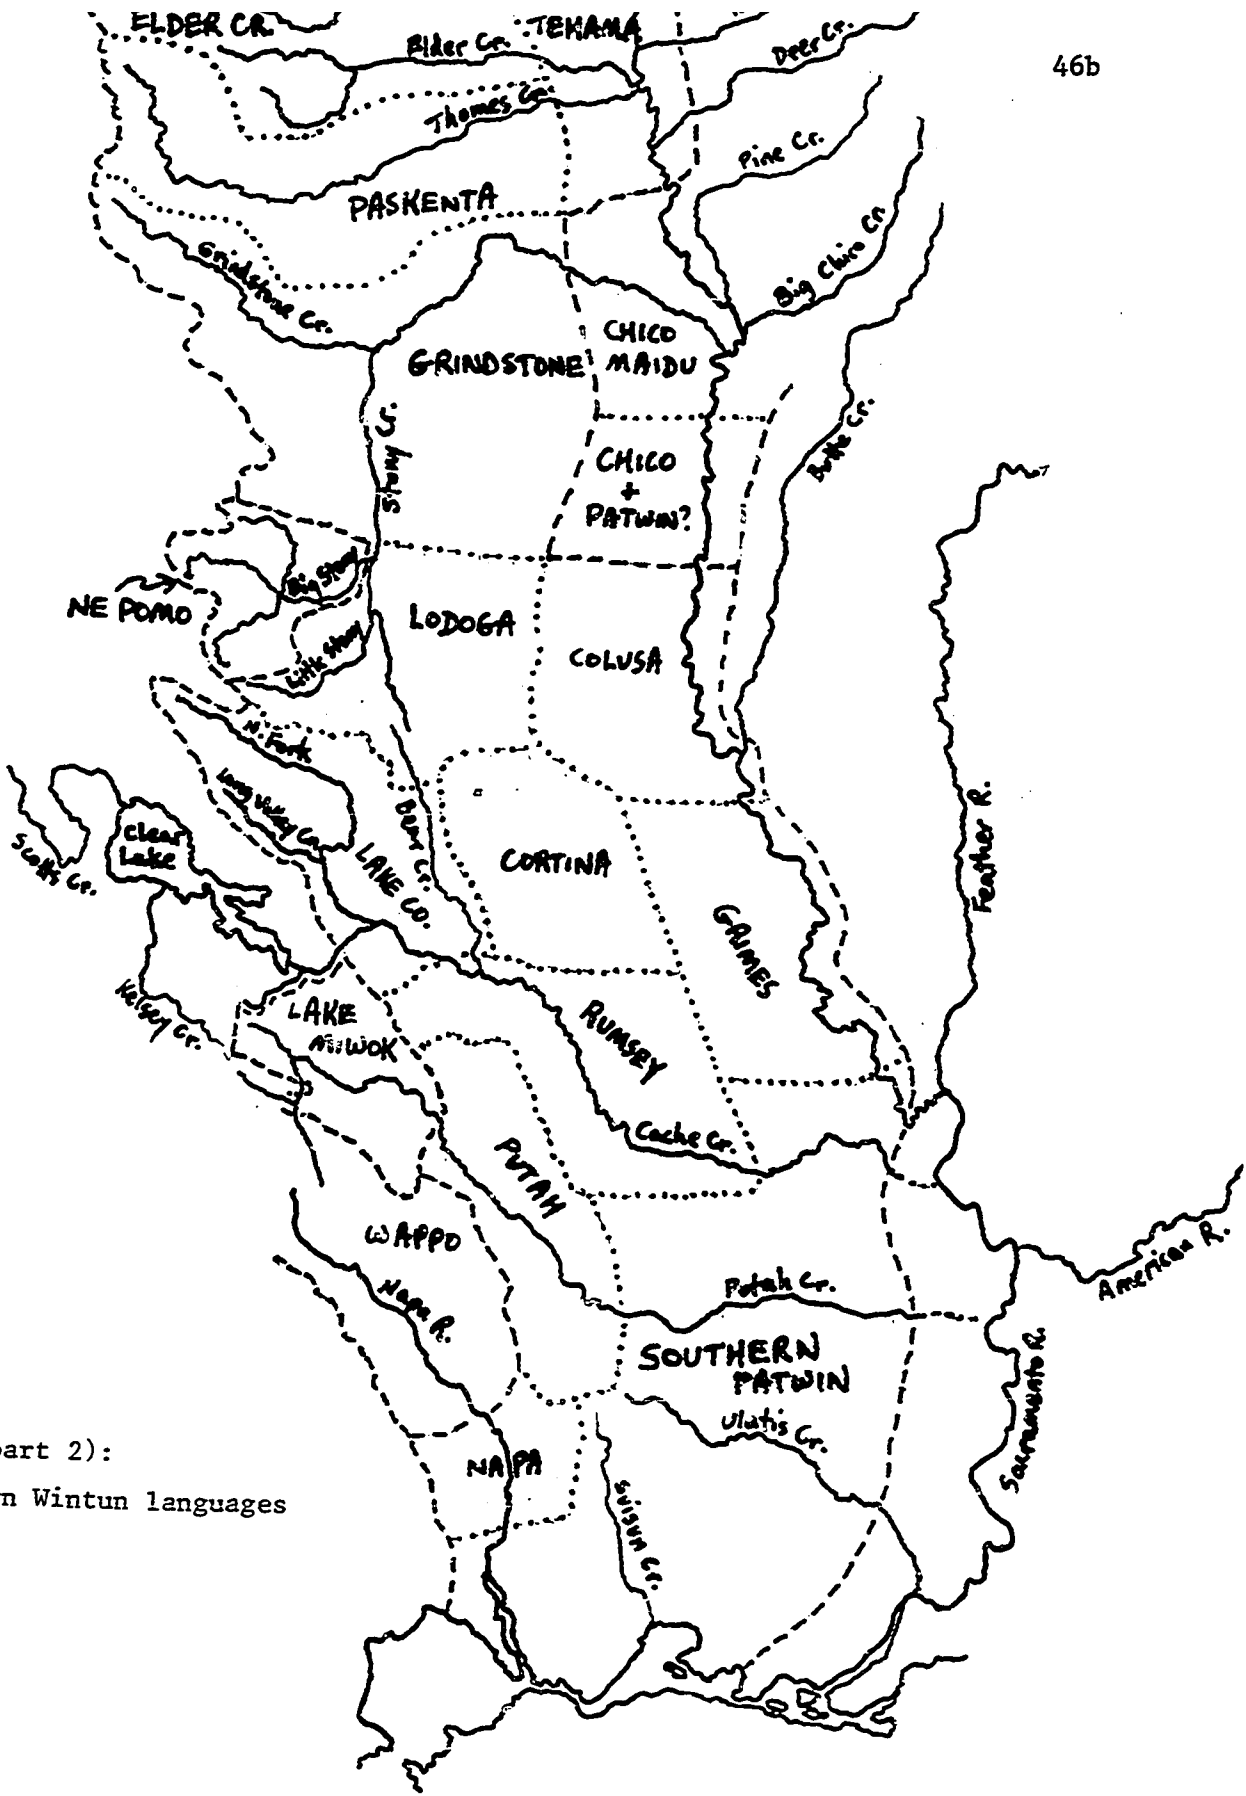 46b
ELDER CR.
TEHAMA
Elder Cr.
Deer Cr.
Thomes Cr.
Pine Cr.
PASKENTA
Grindstone Cr.
Big Chico Cr.
CHICO
MAIDU
GRINDSTONE
Stony Cr.
Butte Cr.
CHICO
+
PATWIN?
Big Stony
NE POMO
LODOGA
Little Stony
COLUSA
N. Fork
Long Valley Cr.
Bear Cr.
Feather R.
Scotts Cr.
Clear
Lake
LAKE CO.
CORTINA
GRIMES
Kelsey Cr.
LAKE
MIWOK
RUMSEY
Cache Cr.
PUTAH
WAPPO
American R.
Napa R.
Putah Cr.
SOUTHERN
PATWIN
Sacramento R.
Ulatis Cr.
NAPA
SUISUN Cr.
part 2):
n Wintun languages